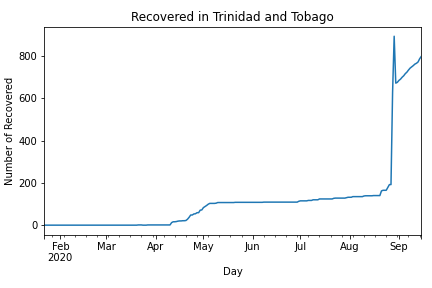 Recovered in Trinidad and Tobago
Number of Recovered
800
600
400
200
0
Feb Mar Apr May Jun Jul Aug Sep
2020
Day